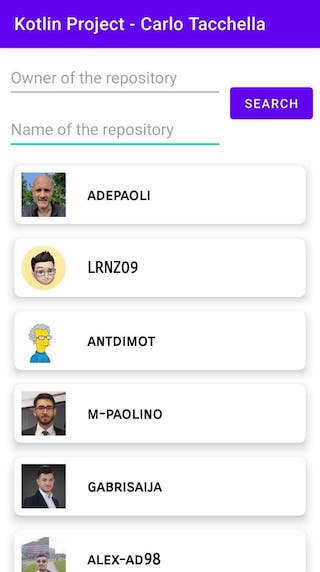 Kotlin Project - Carlo Tacchella
Owner of the repository
SEARCH
Name of the repository
ADEPAOLI
LRNZ09
ANTDIMOT
M-PAOLINO
GABRISAIJA
ALEX-AD98